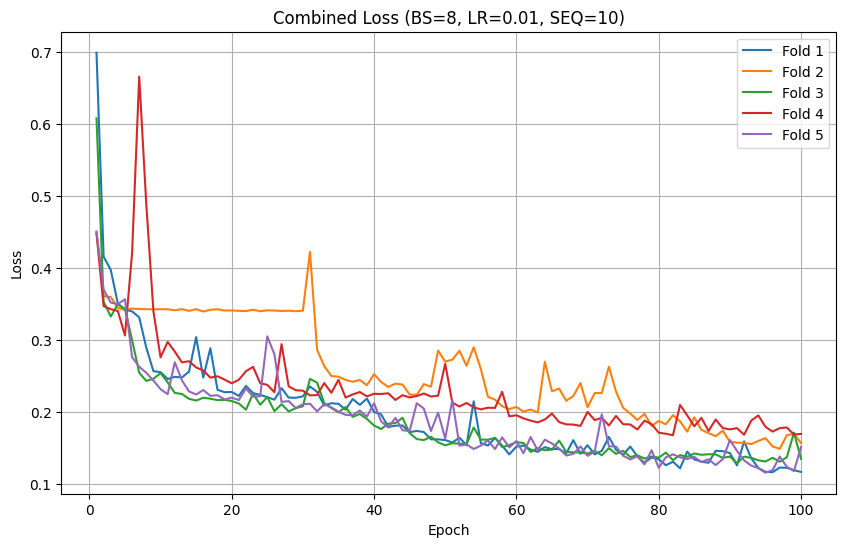 Combined Loss (BS=8, LR=0.01, SEQ=10)
Fold 1
Fold 2
Fold 3
Fold 4
Fold 5
Loss
0.7
0.6
0.5
0.4
0.3
0.2
0.1
0 20 40 60 80 100
Epoch